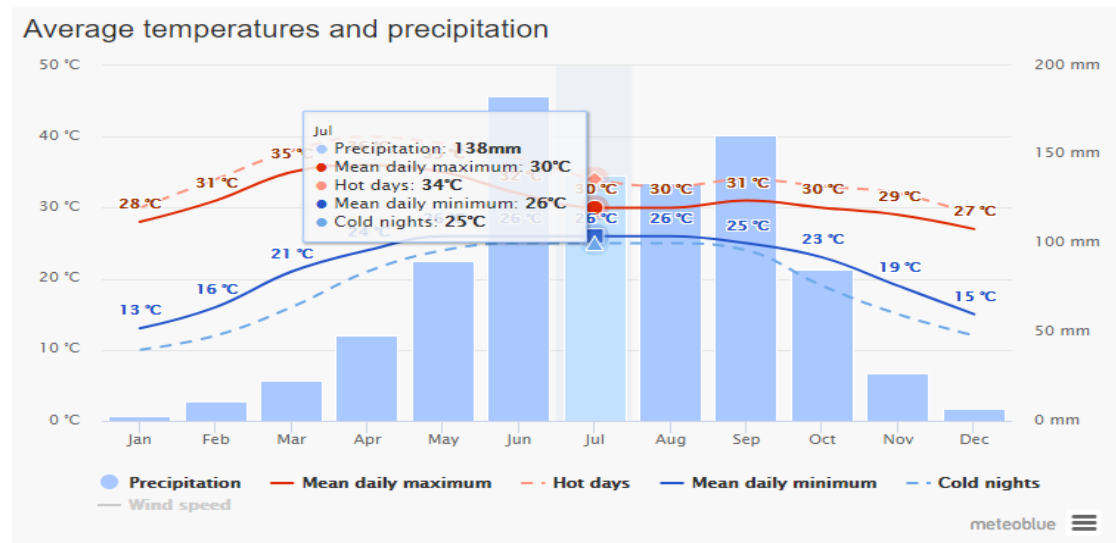 Average temperatures and precipitation
50 °C
200 mm
40 °C
150 mm
30 °C
100 mm
20 °C
50 mm
10 °C
0 °C
0 mm
Jul
Precipitation: 138mm
Mean daily maximum: 30°C
Hot days: 34°C
Mean daily minimum: 26°C
Cold nights: 25°C
28 °C 31 °C 35 32 °C 30 °C 30 °C 31 °C 30 °C 29 °C 27 °C
13 °C 16 °C 21 °C 24 °C 26 °C 26 °C 26 °C 26 °C 25 °C 23 °C 19 °C 15 °C
Jan Feb Mar Apr May Jun Jul Aug Sep Oct Nov Dec
Precipitation Mean daily maximum Hot days Mean daily minimum Cold nights
Wind speed
meteoblue